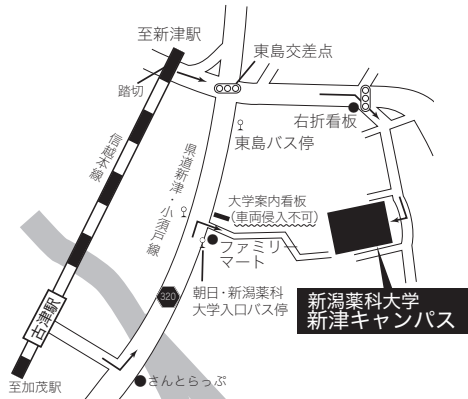 至新津駅
東島交差点
踏切
右折看板
信越本線
東島バス停
県道新津・小須戸線
大学案内看板
(車両侵入不可)
ファミリー
マート
朝日・新潟薬科
大学入口バス停
320
新潟薬科大学
新津キャンパス
古津駅
至加茂駅
さんとらっぷ